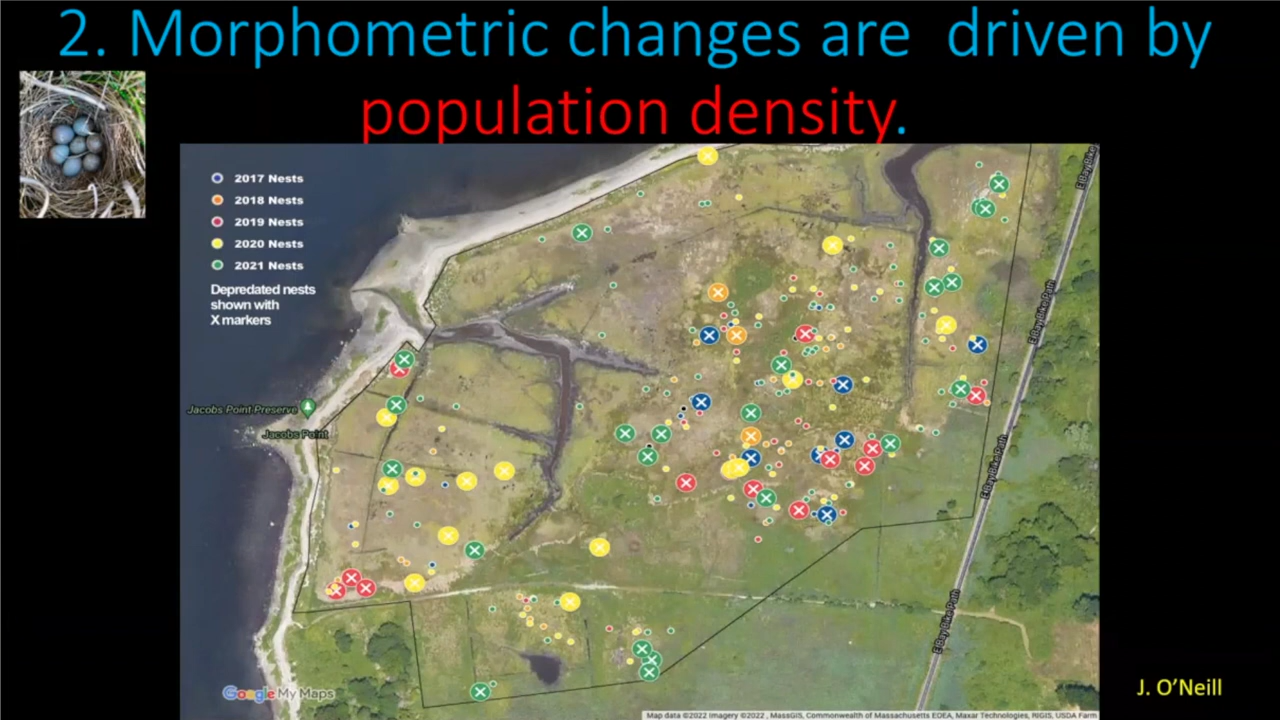 2. Morphometric changes are driven by
population density.
2017 Nests
2018 Nests
2019 Nests
2020 Nests
2021 Nests
Depredated nests
shown with
X markers
E Bay Bike
E Bay Bike Path
Jacobs Point Preserve
Jacobs Point
E Bay Bike Path
E Bay Bike Path
Google My Maps
J. O'Neill
Map data ©2022 Imagery ©2022 , MassGIS, Commonwealth of Massachusetts EOEA, Maxar Technologies, RIGIS, USDA Farm